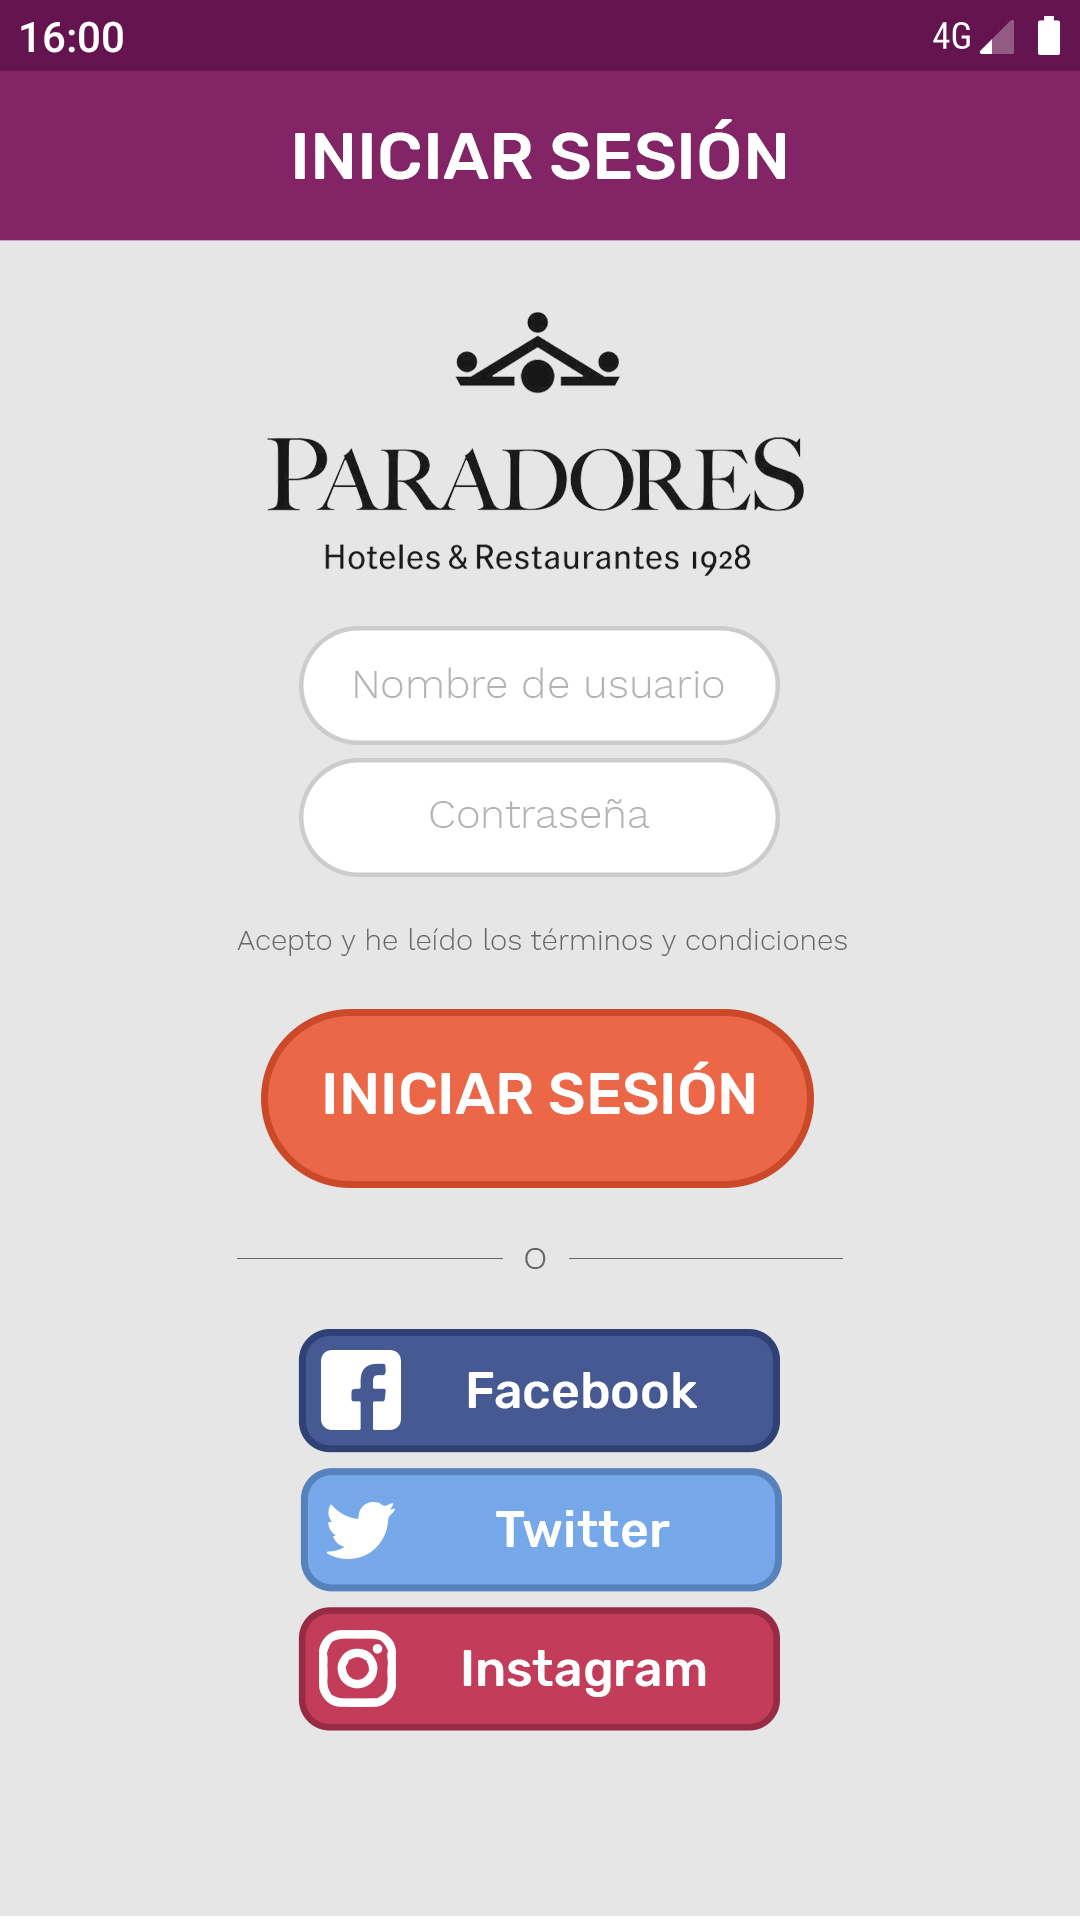 16:00 4G
INICIAR SESIÓN
PARADORES
Hoteles & Restaurantes 1928
Nombre de usuario
Contraseña
Acepto y he leído los términos y condiciones
INICIAR SESIÓN
O
Facebook
Twitter
Instagram